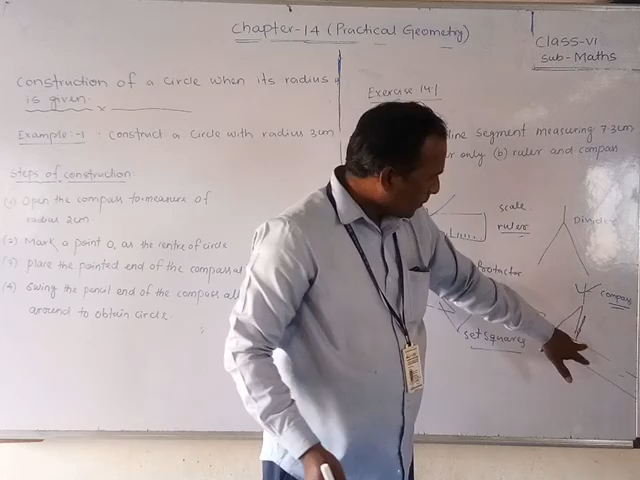 Chapter-14 (Practical Geometry)
Class-VI
Sub-Maths
Construction of a circle when its radius
is given.
Example:-1. Construct a circle with radius 3cm
Steps of construction
(1) Open the compass to measure of
radius 3cm
(2) Mark a point O as the centre of circle
(3) Place the pointed end of the compass at
(4) Swing the pencil end of the compass all
around to obtain circle.
Exercise 14.1
line segment measuring 7.3cm
only (b) ruler and compass
scale
ruler
Divider
Protractor
compass
set squares